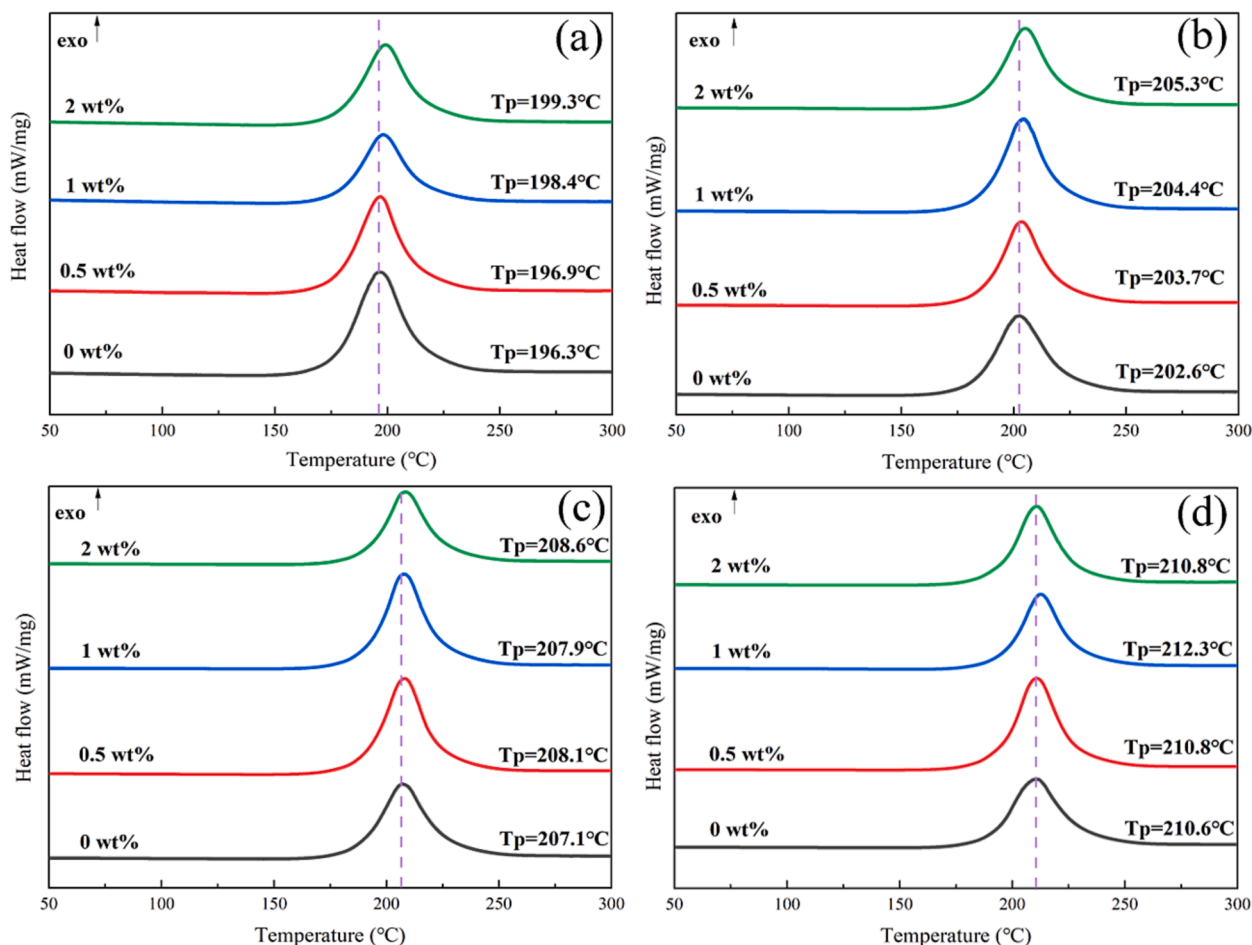 exo
(a)
2 wt%
Tp=199.3℃
1 wt%
Tp=198.4℃
0.5 wt%
Tp=196.9℃
0 wt%
Tp=196.3℃
Heat flow (mW/mg)
50 100 150 200 250 300
Temperature (℃)
exo
(b)
2 wt%
Tp=205.3℃
1 wt%
Tp=204.4℃
0.5 wt%
Tp=203.7℃
0 wt%
Tp=202.6℃
Heat flow (mW/mg)
50 100 150 200 250 300
Temperature (℃)
exo
(c)
2 wt%
Tp=208.6℃
1 wt%
Tp=207.9℃
0.5 wt%
Tp=208.1℃
0 wt%
Tp=207.1℃
Heat flow (mW/mg)
50 100 150 200 250 300
Temperature (℃)
exo
(d)
2 wt%
Tp=210.8℃
1 wt%
Tp=212.3℃
0.5 wt%
Tp=210.8℃
0 wt%
Tp=210.6℃
Heat flow (mW/mg)
50 100 150 200 250 300
Temperature (℃)